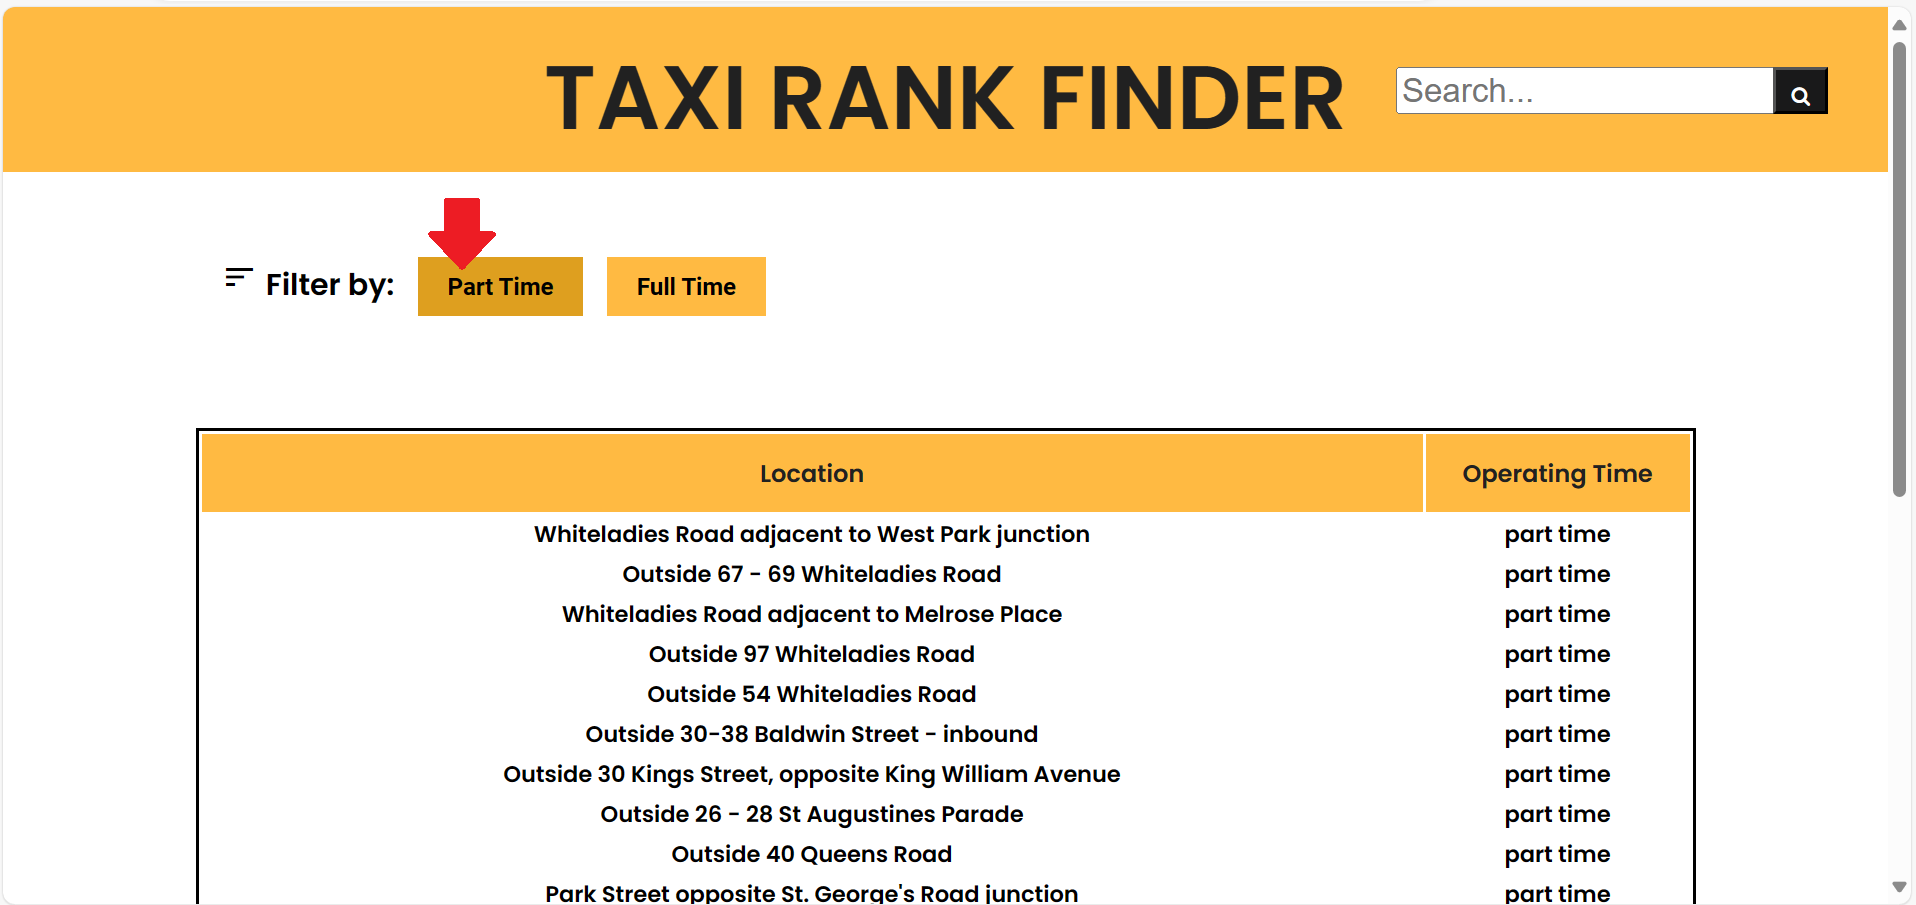 TAXI RANK FINDER
Search...
Filter by:
Part Time
Full Time
Location Operating Time
Whiteladies Road adjacent to West Park junction part time
Outside 67 - 69 Whiteladies Road part time
Whiteladies Road adjacent to Melrose Place part time
Outside 97 Whiteladies Road part time
Outside 54 Whiteladies Road part time
Outside 30-38 Baldwin Street - inbound part time
Outside 30 Kings Street, opposite King William Avenue part time
Outside 26 - 28 St Augustines Parade part time
Outside 40 Queens Road part time
Park Street opposite St. George's Road junction part time